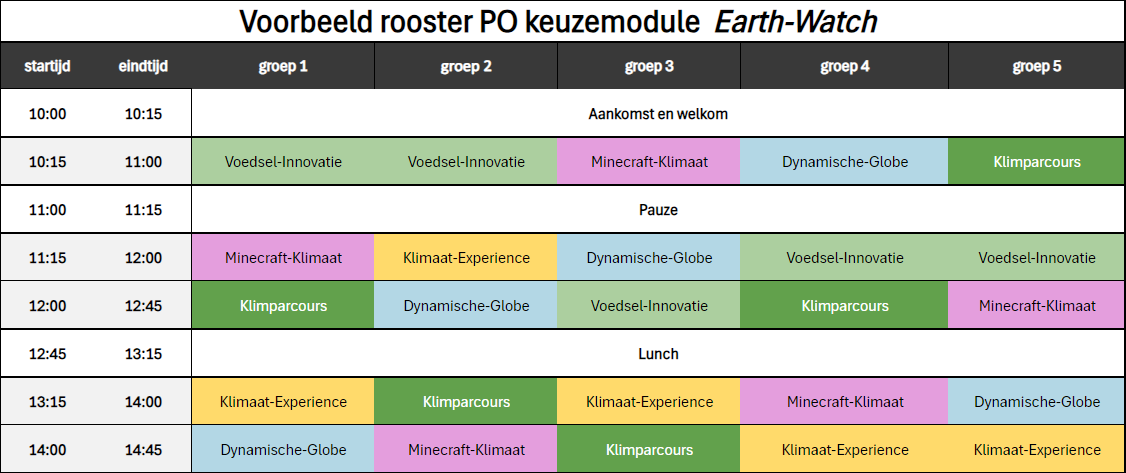 Voorbeeld rooster PO keuzemodule Earth-Watch
startijd eindtijd groep 1 groep 2 groep 3 groep 4 groep 5
10:00 10:15 Aankomst en welkom
10:15 11:00 Voedsel-Innovatie Voedsel-Innovatie Minecraft-Klimaat Dynamische-Globe Klimparcours
11:00 11:15 Pauze
11:15 12:00 Minecraft-Klimaat Klimaat-Experience Dynamische-Globe Voedsel-Innovatie Voedsel-Innovatie
12:00 12:45 Klimparcours Dynamische-Globe Voedsel-Innovatie Klimparcours Minecraft-Klimaat
12:45 13:15 Lunch
13:15 14:00 Klimaat-Experience Klimparcours Klimaat-Experience Minecraft-Klimaat Dynamische-Globe
14:00 14:45 Dynamische-Globe Minecraft-Klimaat Klimparcours Klimaat-Experience Klimaat-Experience